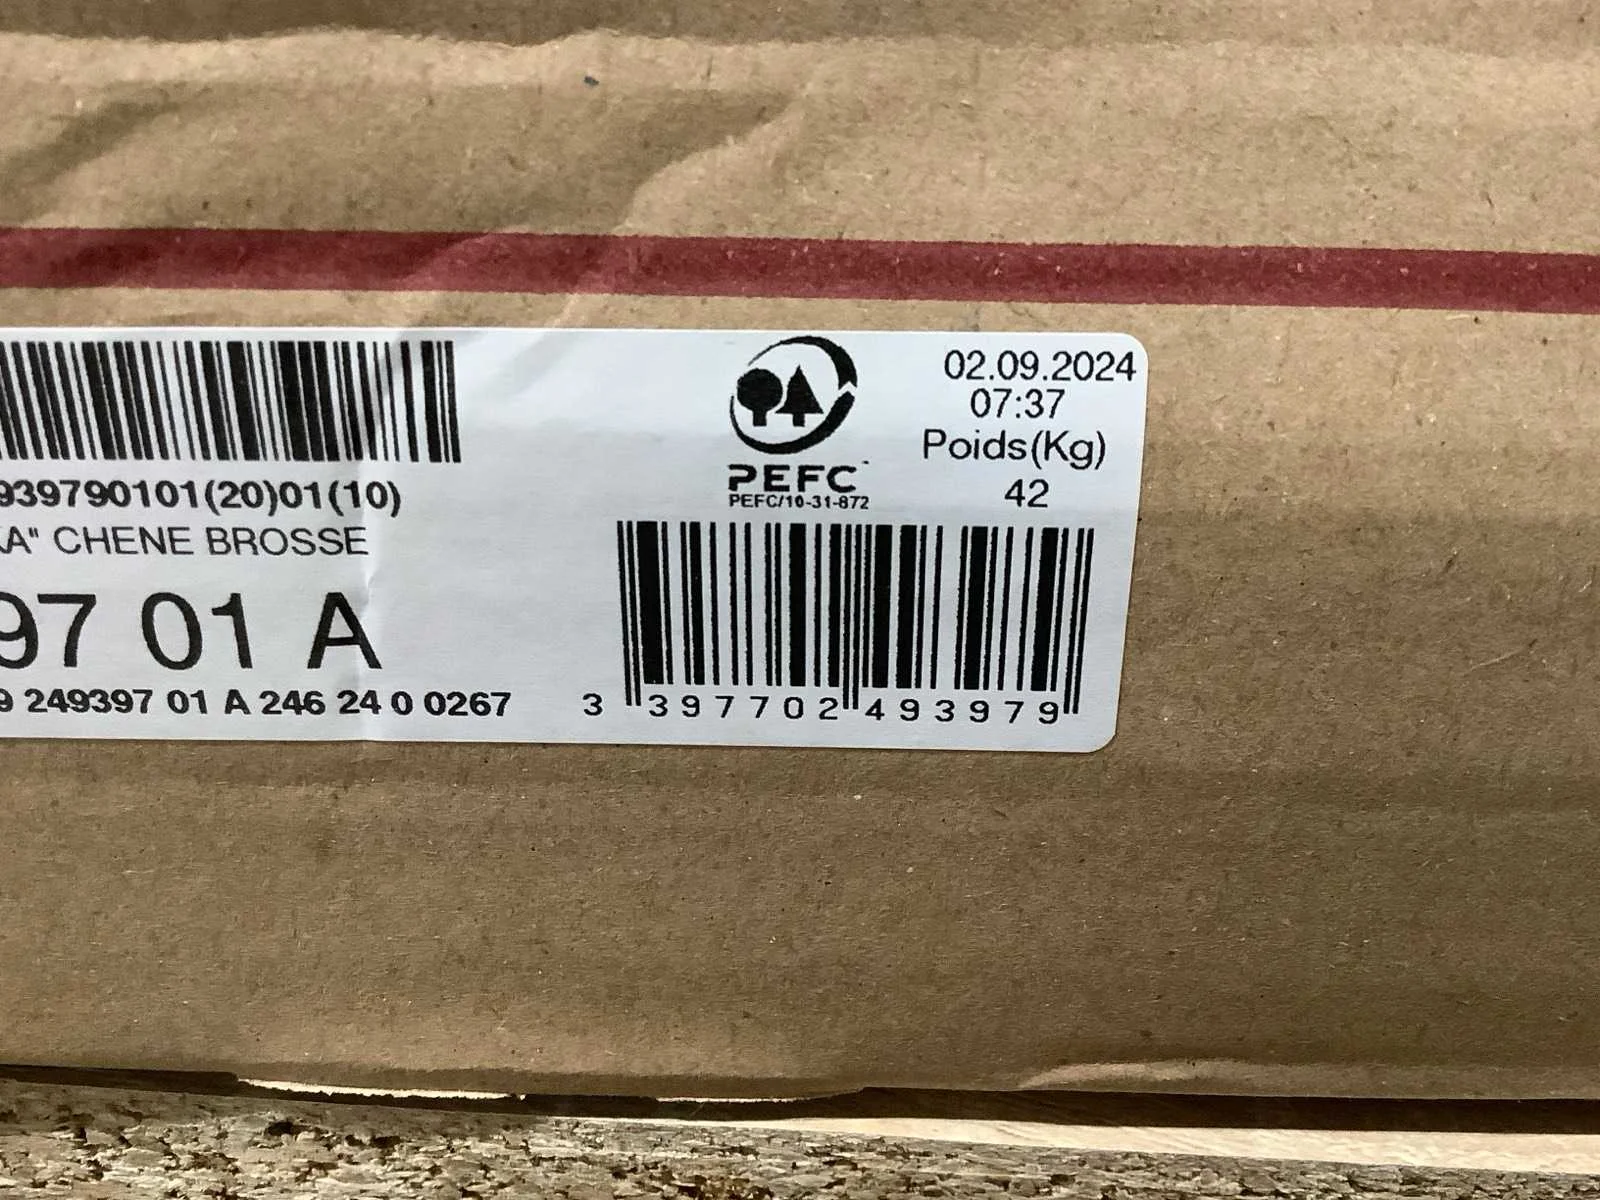 02.09.2024
07:37
Poids(Kg)
42
PEFC
PEFC/10-31-872
939790101(20)01(10)
KA" CHENE BROSSE
97 01 A
9 249397 01 A 246 24 0 0267
3 397702 493979